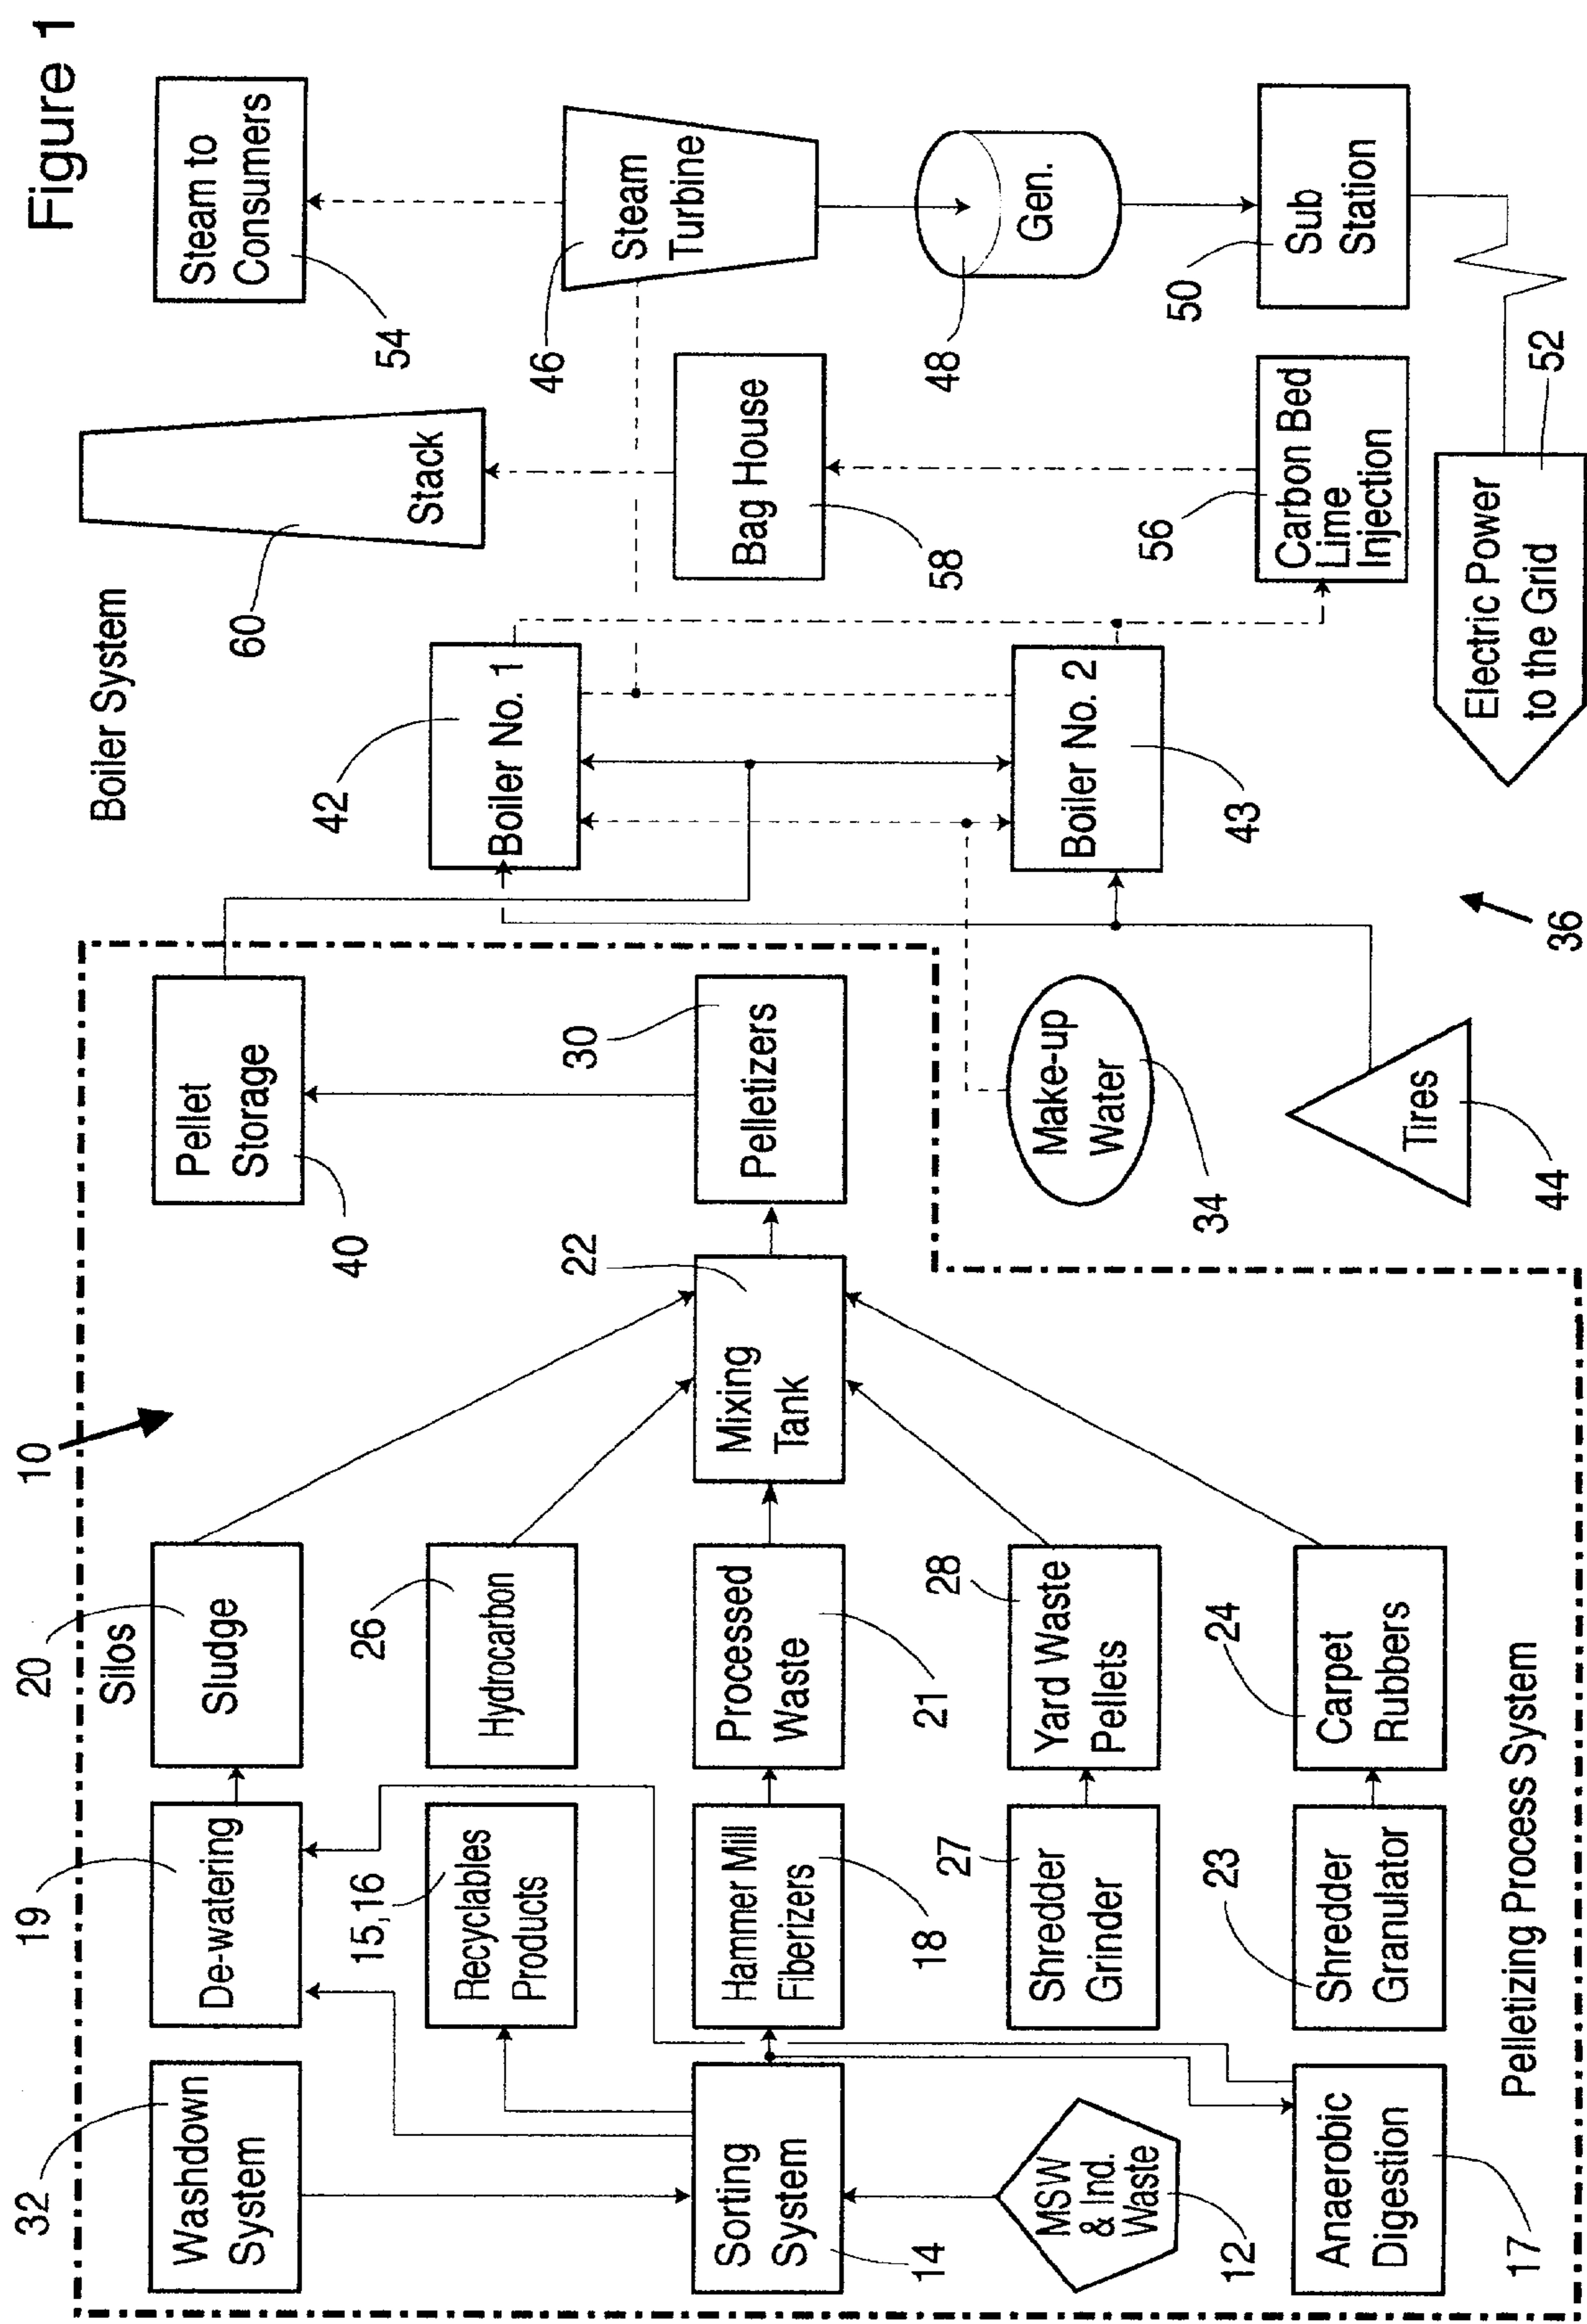 Figure 1
10
Boiler System
32
19
20
Silos
Washdown
System
De-watering
Sludge
40
Pellet
Storage
60
Stack
54
Steam to
Consumers
15,16
Recyclables
Products
26
Hydrocarbon
42
Boiler No. 1
46
Steam
Turbine
Sorting
System
14
Hammer Mill
Fiberizers
18
Processed
Waste
21
22
Mixing
Tank
30
Pelletizers
Bag House
58
48
Gen.
MSW
& Ind.
Waste
12
27
Shredder
Grinder
28
Yard Waste
Pellets
Make-up
Water
34
Boiler No. 2
43
56
Carbon Bed
Lime
Injection
50
Sub
Station
Anaerobic
Digestion
17
23
Shredder
Granulator
24
Carpet
Rubbers
Tires
44
36
Electric Power
to the Grid
52
Pelletizing Process System